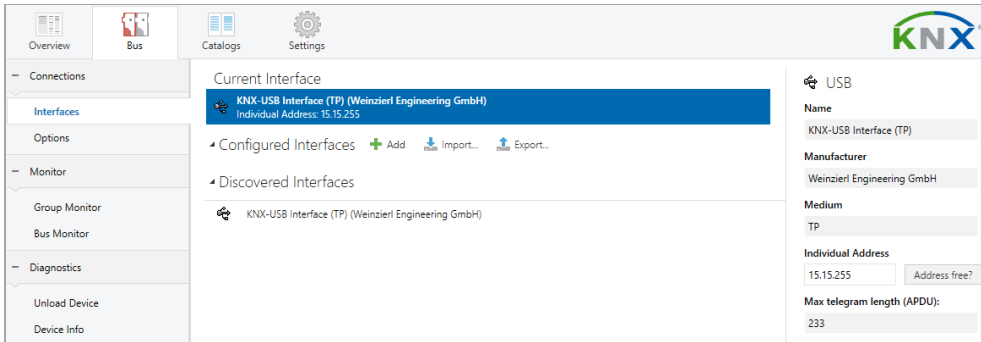 Overview
Bus
Catalogs
Settings
KNX
Connections
Interfaces
Options
Monitor
Group Monitor
Bus Monitor
Diagnostics
Unload Device
Device Info
Current Interface
KNX-USB Interface (TP) (Weinzierl Engineering GmbH)
Individual Address: 15.15.255
Configured Interfaces Add Import... Export...
Discovered Interfaces
KNX-USB Interface (TP) (Weinzierl Engineering GmbH)
USB
Name
KNX-USB Interface (TP)
Manufacturer
Weinzierl Engineering GmbH
Medium
TP
Individual Address
15.15.255 Address free?
Max telegram length (APDU):
233